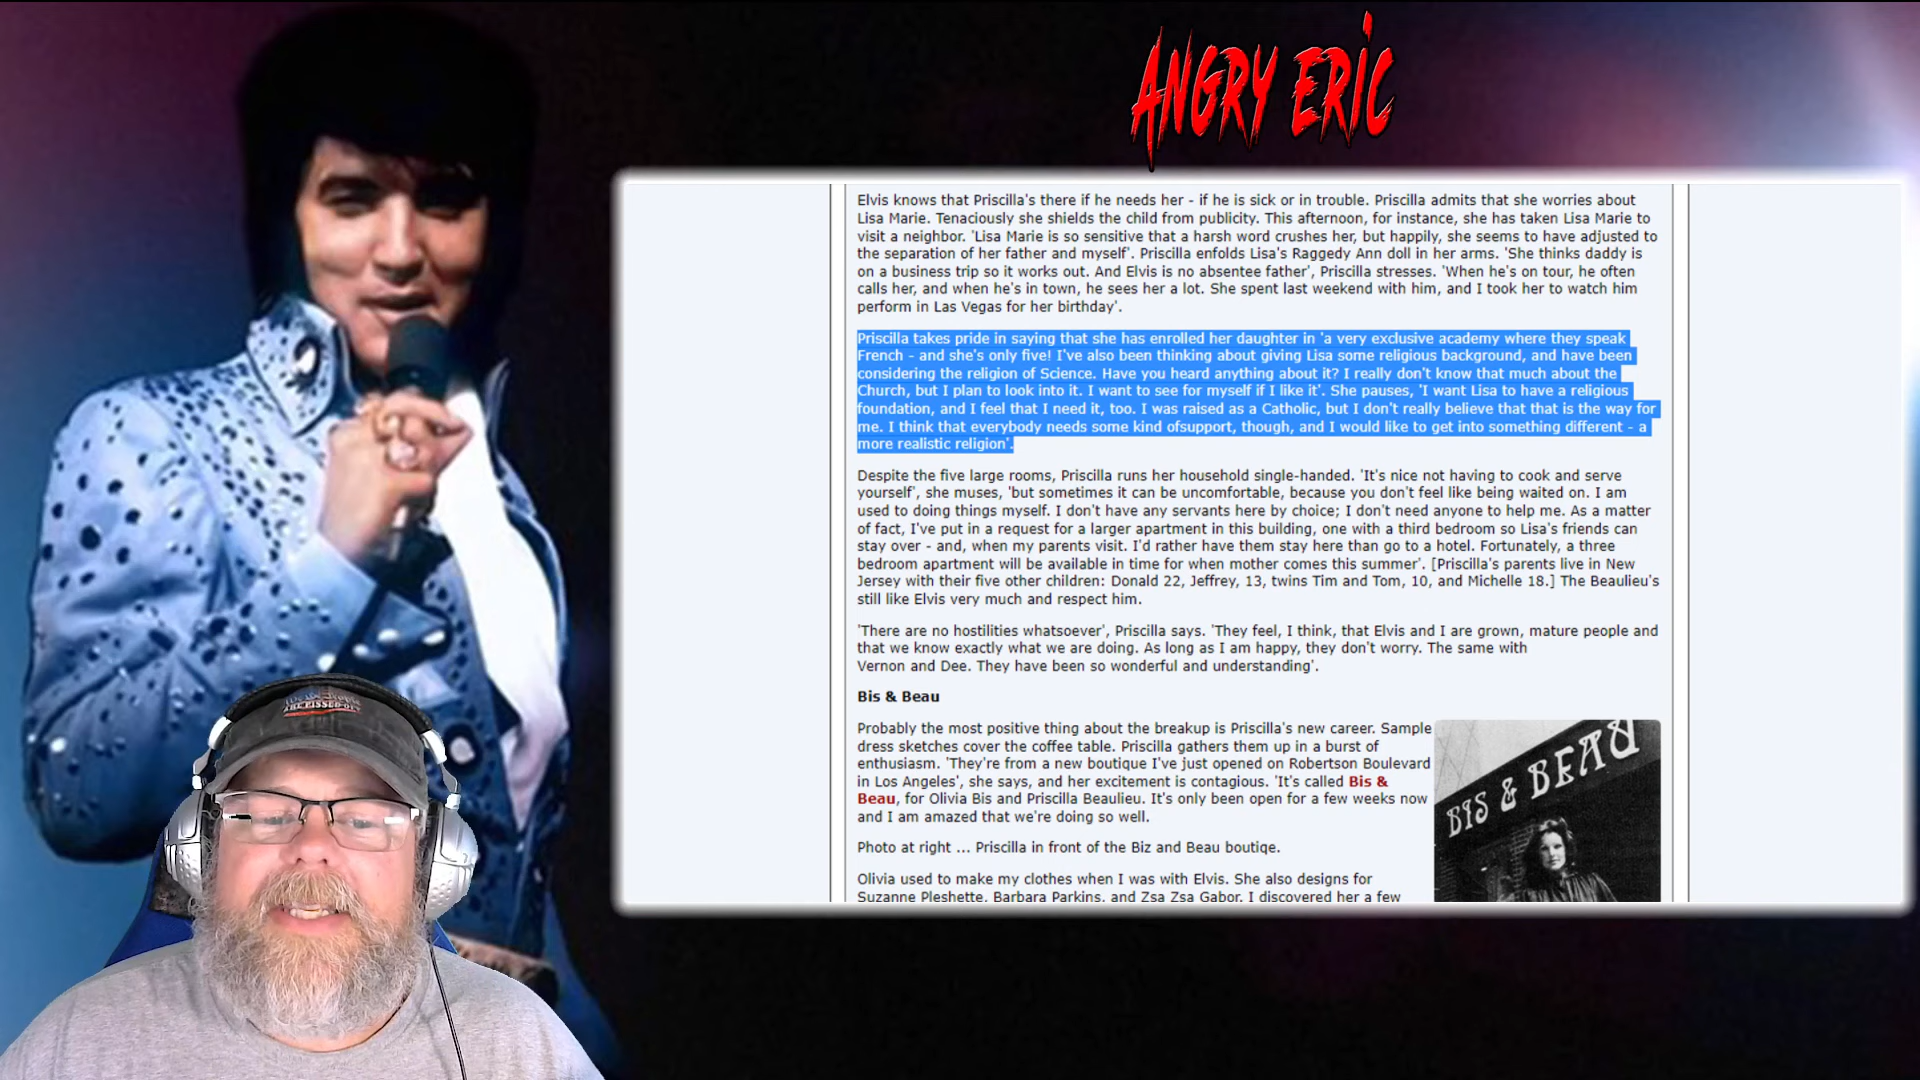 ANGRY ERIC
Elvis knows that Priscilla's there if he needs her - if he is sick or in trouble. Priscilla admits that she worries about
Lisa Marie. Tenaciously she shields the child from publicity. This afternoon, for instance, she has taken Lisa Marie to
visit a neighbor. 'Lisa Marie is so sensitive that a harsh word crushes her, but happily, she seems to have adjusted to
the separation of her father and myself'. Priscilla enfolds Lisa's Raggedy Ann doll in her arms. 'She thinks daddy is
on a business trip so it works out. And Elvis is no absentee father', Priscilla stresses. 'When he's on tour, he often
calls her, and when he's in town, he sees her a lot. She spent last weekend with him, and I took her to watch him
perform in Las Vegas for her birthday'.
Priscilla takes pride in saying that she has enrolled her daughter in 'a very exclusive academy where they speak
French - and she's only five! I've also been thinking about giving Lisa some religious background, and have been
considering the religion of Science. Have you heard anything about it? I really don't know that much about the
Church, but I plan to look into it. I want to see for myself if I like it'. She pauses, 'I want Lisa to have a religious
foundation, and I feel that I need it, too. I was raised as a Catholic, but I don't really believe that that is the way for
me. I think that everybody needs some kind ofsupport, though, and I would like to get into something different - a
more realistic religion'.
Despite the five large rooms, Priscilla runs her household single-handed. 'It's nice not having to cook and serve
yourself', she muses, 'but sometimes it can be uncomfortable, because you don't feel like being waited on. I am
used to doing things myself. I don't have any servants here by choice; I don't need anyone to help me. As a matter
of fact, I've put in a request for a larger apartment in this building, one with a third bedroom so Lisa's friends can
stay over - and, when my parents visit. I'd rather have them stay here than go to a hotel. Fortunately, a three
bedroom apartment will be available in time for when mother comes this summer'. [Priscilla's parents live in New
Jersey with their five other children: Donald 22, Jeffrey, 13, twins Tim and Tom, 10, and Michelle 18.] The Beaulieu's
still like Elvis very much and respect him.
'There are no hostilities whatsoever', Priscilla says. 'They feel, I think, that Elvis and I are grown, mature people and
that we know exactly what we are doing. As long as I am happy, they don't worry. The same with
Vernon and Dee. They have been so wonderful and understanding'.
Bis & Beau
Probably the most positive thing about the breakup is Priscilla's new career. Sample
dress sketches cover the coffee table. Priscilla gathers them up in a burst of
enthusiasm. 'They're from a new boutique I've just opened on Robertson Boulevard
in Los Angeles', she says, and her excitement is contagious. 'It's called Bis &
Beau, for Olivia Bis and Priscilla Beaulieu. It's only been open for a few weeks now
and I am amazed that we're doing so well.
Photo at right ... Priscilla in front of the Biz and Beau boutiqe.
Olivia used to make my clothes when I was with Elvis. She also designs for
Suzanne Pleshette, Barbara Parkins, and Zsa Zsa Gabor. I discovered her a few
BIS & BEAU
We the People
ARE PISSED OFF